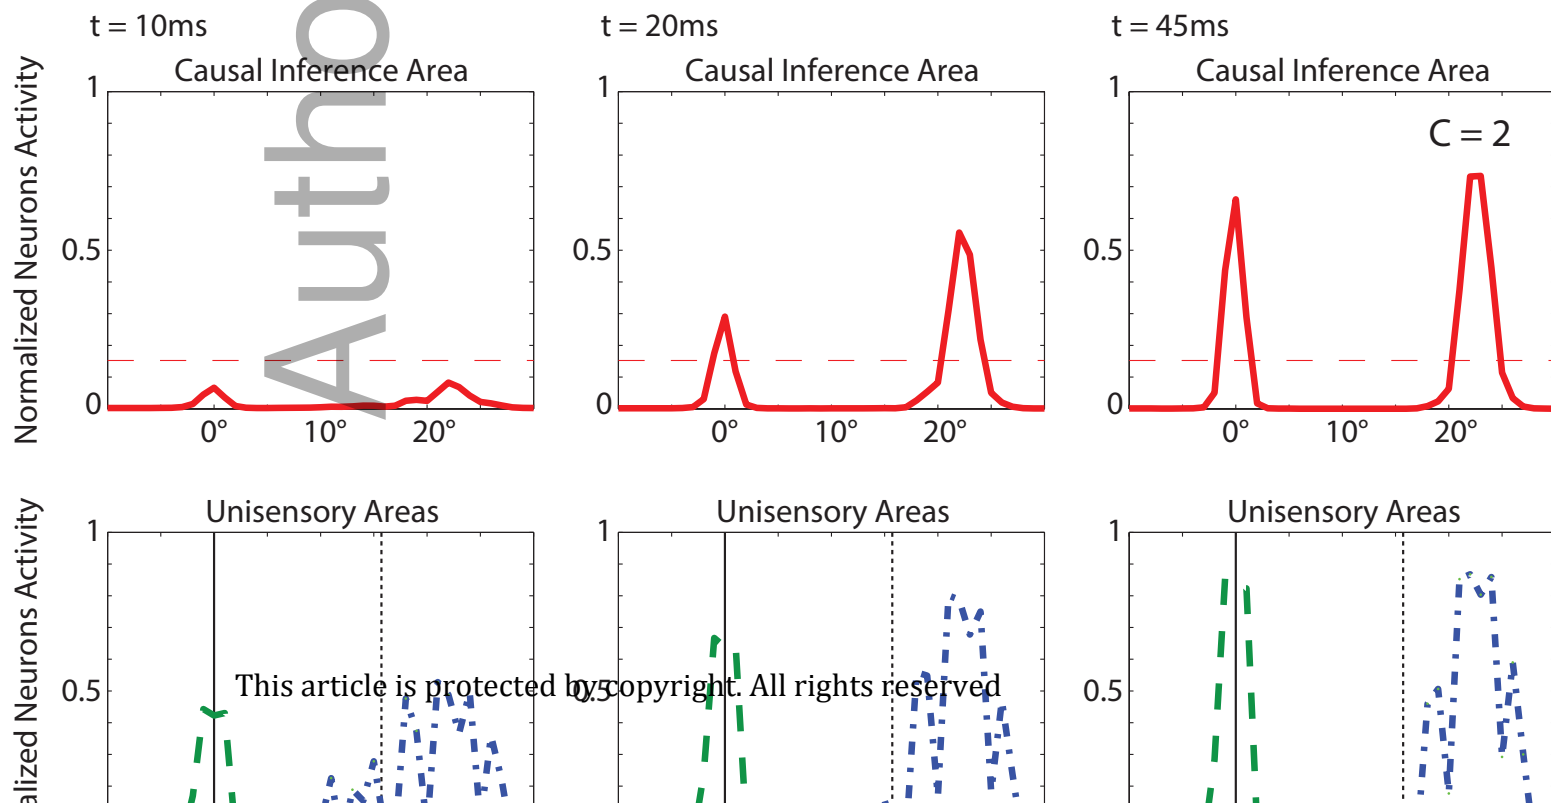 t = 10ms
t = 20ms
t = 45ms
Causal Inference Area
Causal Inference Area
Causal Inference Area
Normalized Neurons Activity
1
0.5
0
0°
10°
20°
1
0.5
0
0°
10°
20°
1
0.5
0
0°
10°
20°
C = 2
Autho
Unisensory Areas
Unisensory Areas
Unisensory Areas
alized Neurons Activity
1
0.5
1
0.5
1
0.5
This article is protected by copyright. All rights reserved